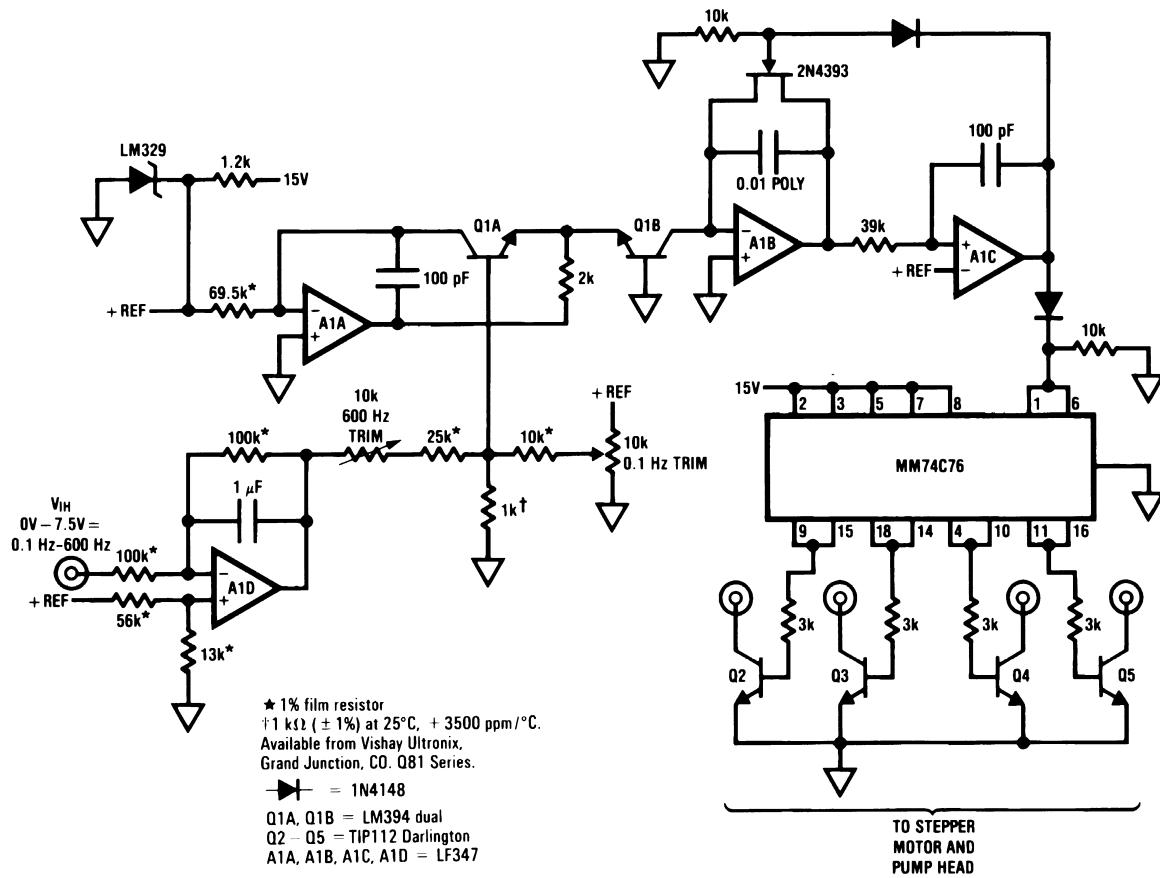 10k
2N4393
LM329
1.2k
15V
100 pF
0.01 POLY
Q1A
Q1B
A1B
39k
A1C
+ REF
100 pF
2k
+ REF
69.5k*
A1A
10k
15V
2 3 5 7 8 1 6
MM74C76
9 15 18 14 4 10 11 16
10k
600 Hz
TRIM
100k*
25k*
10k*
+ REF
10k
0.1 Hz TRIM
1 μF
1k†
VIH
0V – 7.5V =
0.1 Hz–600 Hz
100k*
A1D
+ REF
56k*
13k*
3k 3k 3k 3k
Q2 Q3 Q4 Q5
★ 1% film resistor
†1 kΩ (± 1%) at 25°C, + 3500 ppm/°C.
Available from Vishay Ultronix,
Grand Junction, CO. Q81 Series.
= 1N4148
Q1A, Q1B = LM394 dual
Q2 – Q5 = TIP112 Darlington
A1A, A1B, A1C, A1D = LF347
TO STEPPER
MOTOR AND
PUMP HEAD